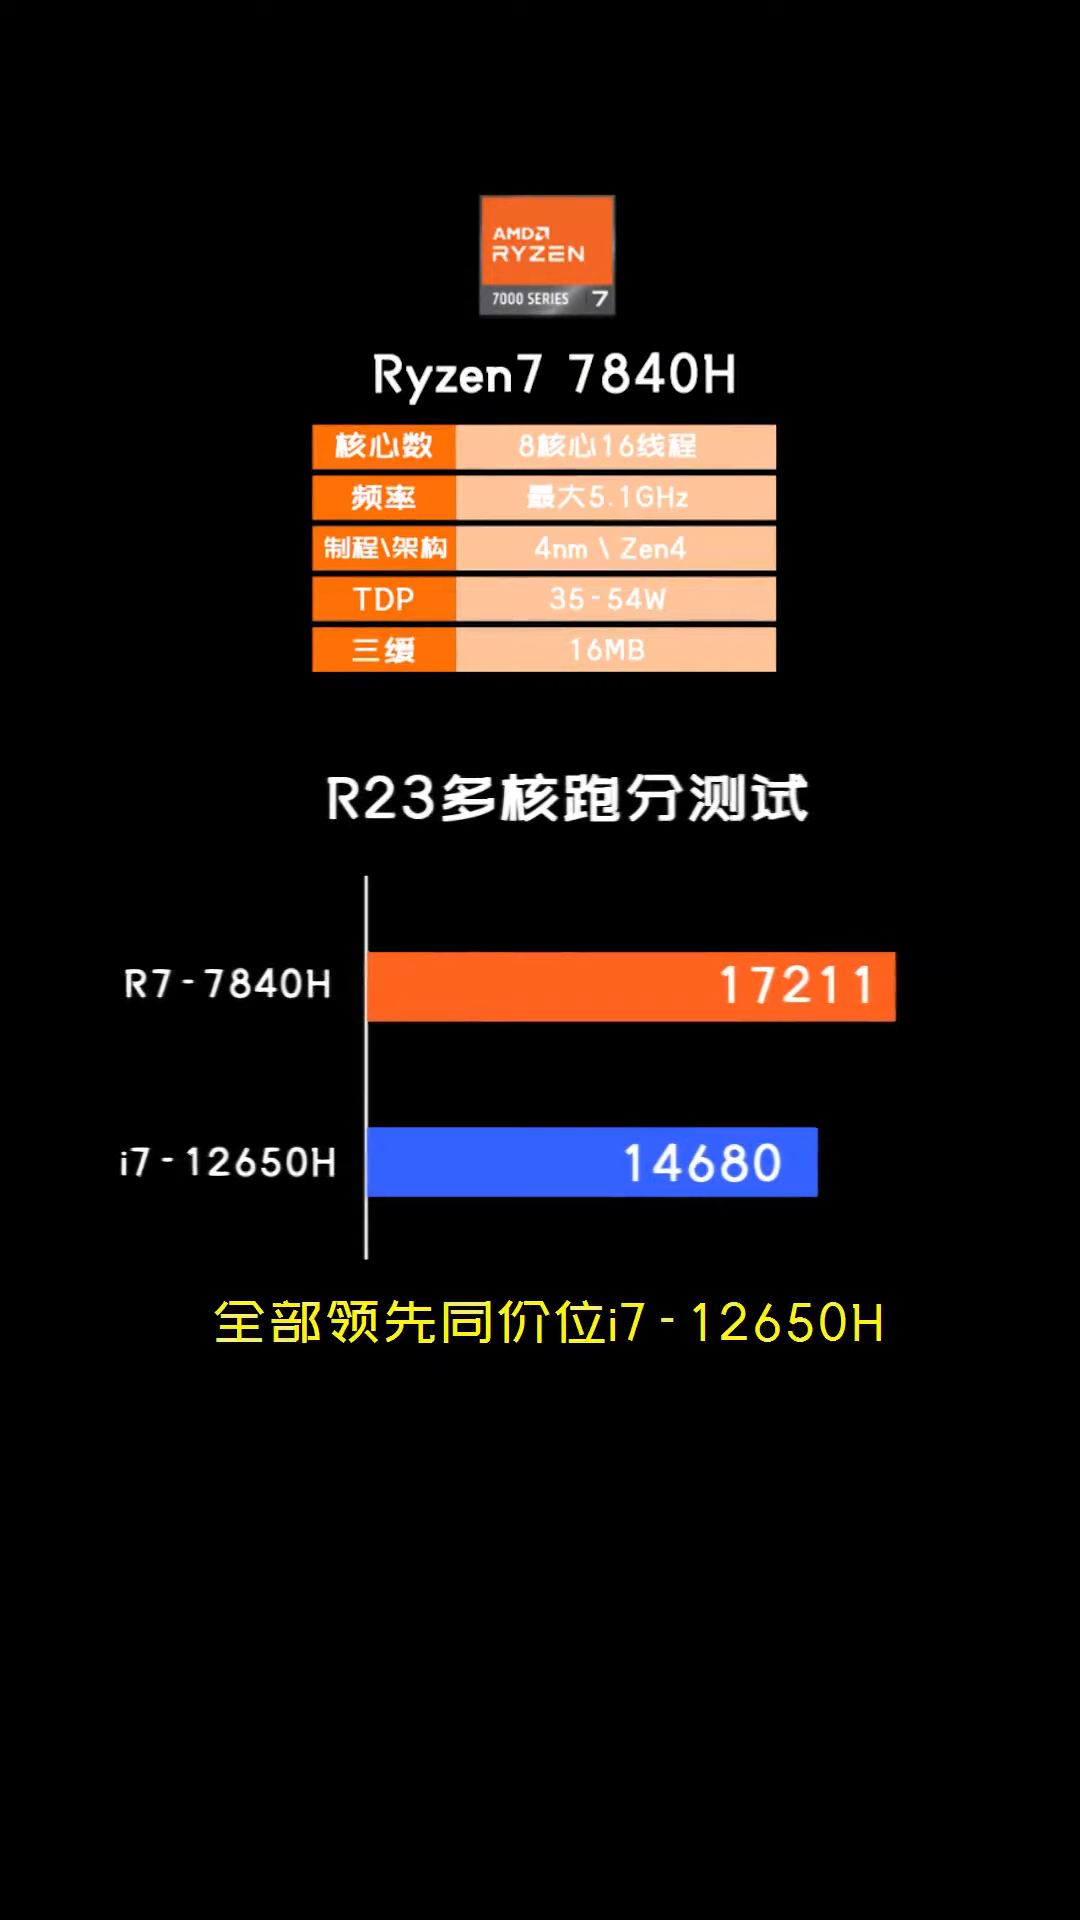 AMD
RYZEN
7000 SERIES 7
Ryzen7 7840H
核心数 8核心16线程
频率 最大5.1GHz
制程\架构 4nm \ Zen4
TDP 35-54W
三缓 16MB
R23多核跑分测试
R7-7840H 17211
i7-12650H 14680
全部领先同价位i7-12650H